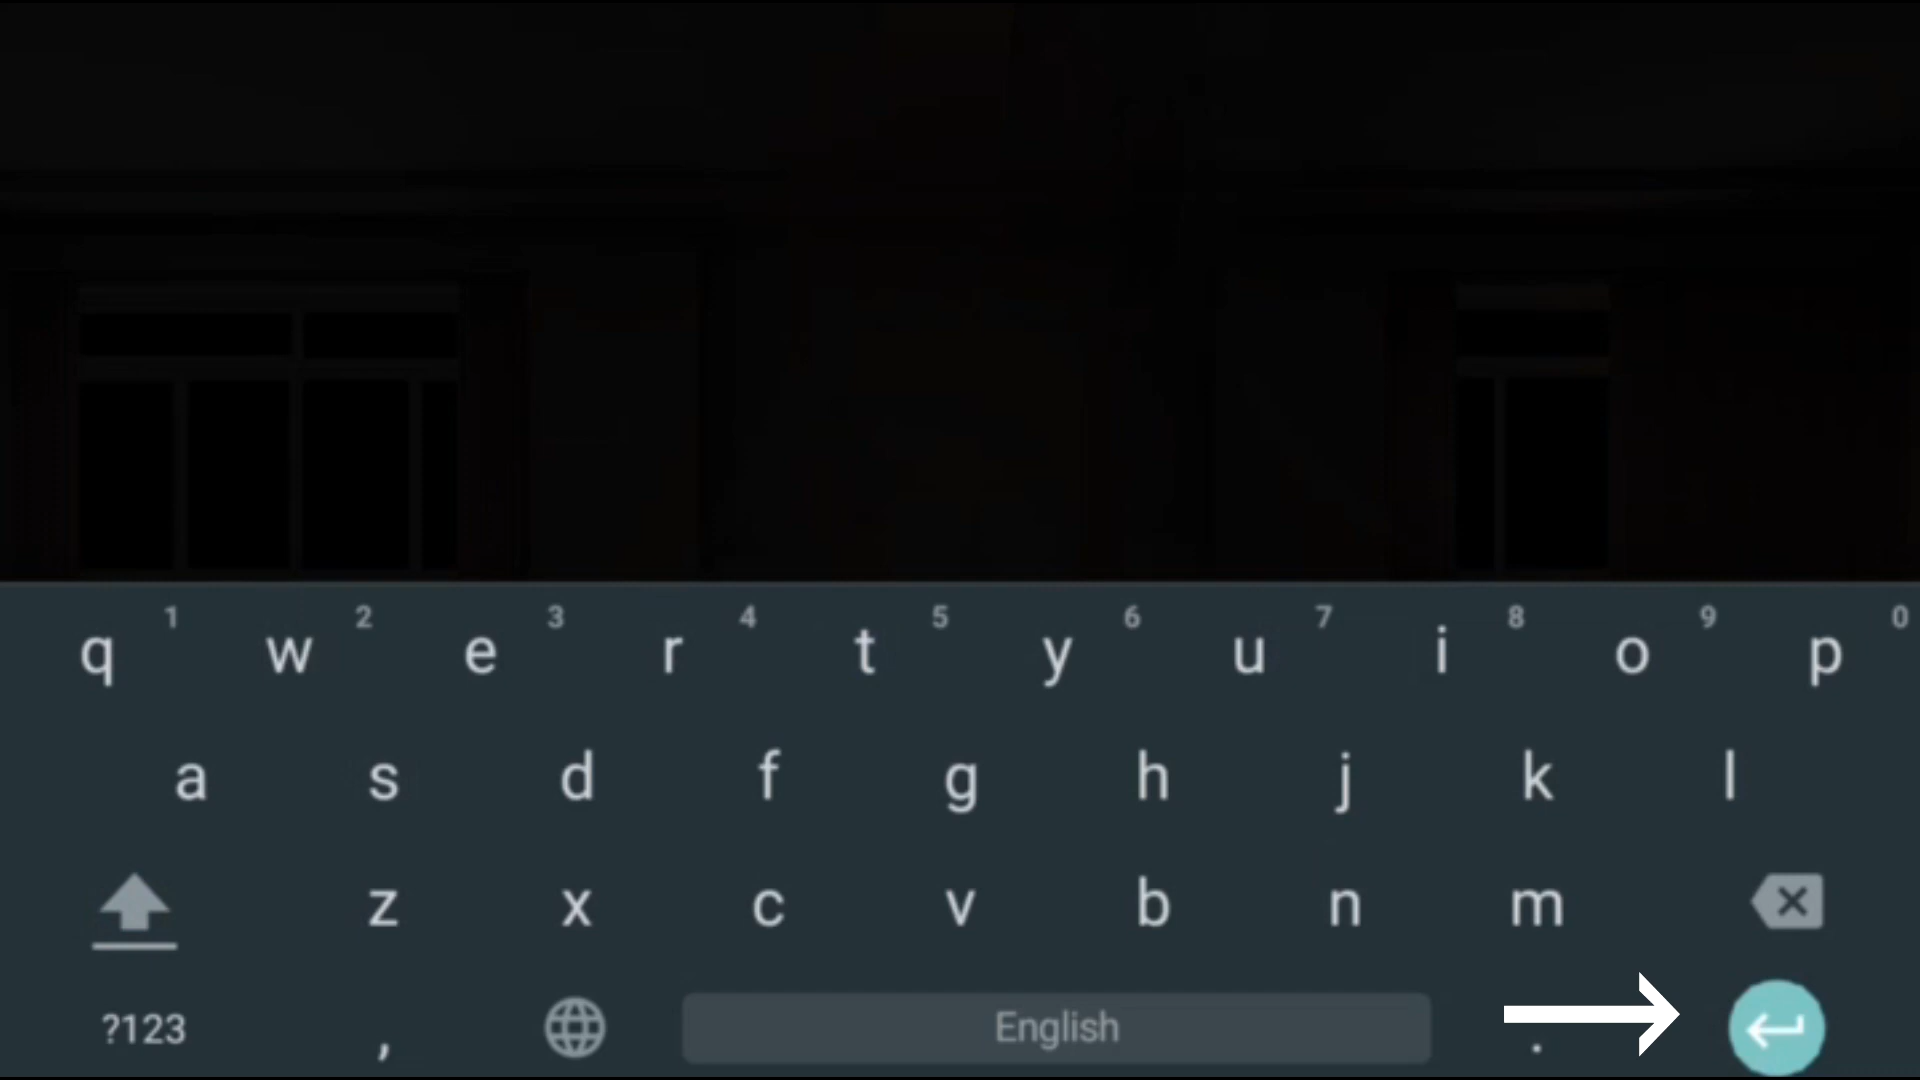 1 2 3 4 5 6 7 8 9 0
q w e r t y u i o p
a s d f g h j k l
z x c v b n m
?123 , English .